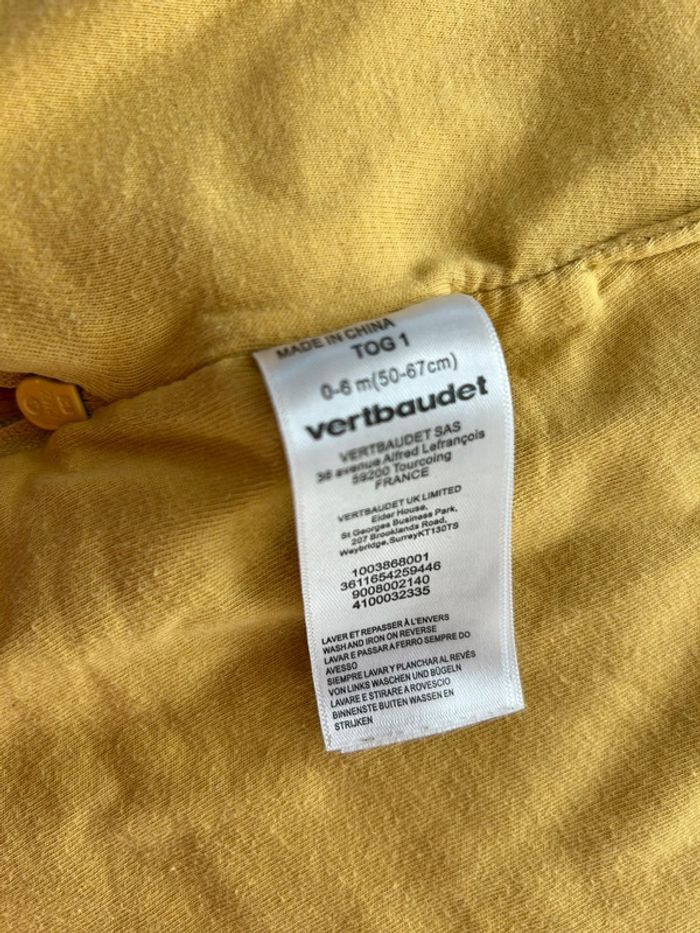 MADE IN CHINA
TOG 1
0-6 m(50-67cm)
vertbaudet
VERTBAUDET SAS
36 avenue Alfred Lefrançois
59200 Tourcoing
FRANCE
VERTBAUDET UK LIMITED
Elder House,
St Georges Business Park,
207 Brooklands Road,
Weybridge,SurreyKT130TS
1003868001
3611654259446
9008002140
4100032335
LAVER ET REPASSER À L'ENVERS
WASH AND IRON ON REVERSE
LAVAR E PASSAR A FERRO SEMPRE DO
AVESSO
SIEMPRE LAVAR Y PLANCHAR AL REVÉS
VON LINKS WASCHEN UND BÜGELN
LAVARE E STIRARE A ROVESCIO
BINNENSTE BUITEN WASSEN EN
STRIJKEN